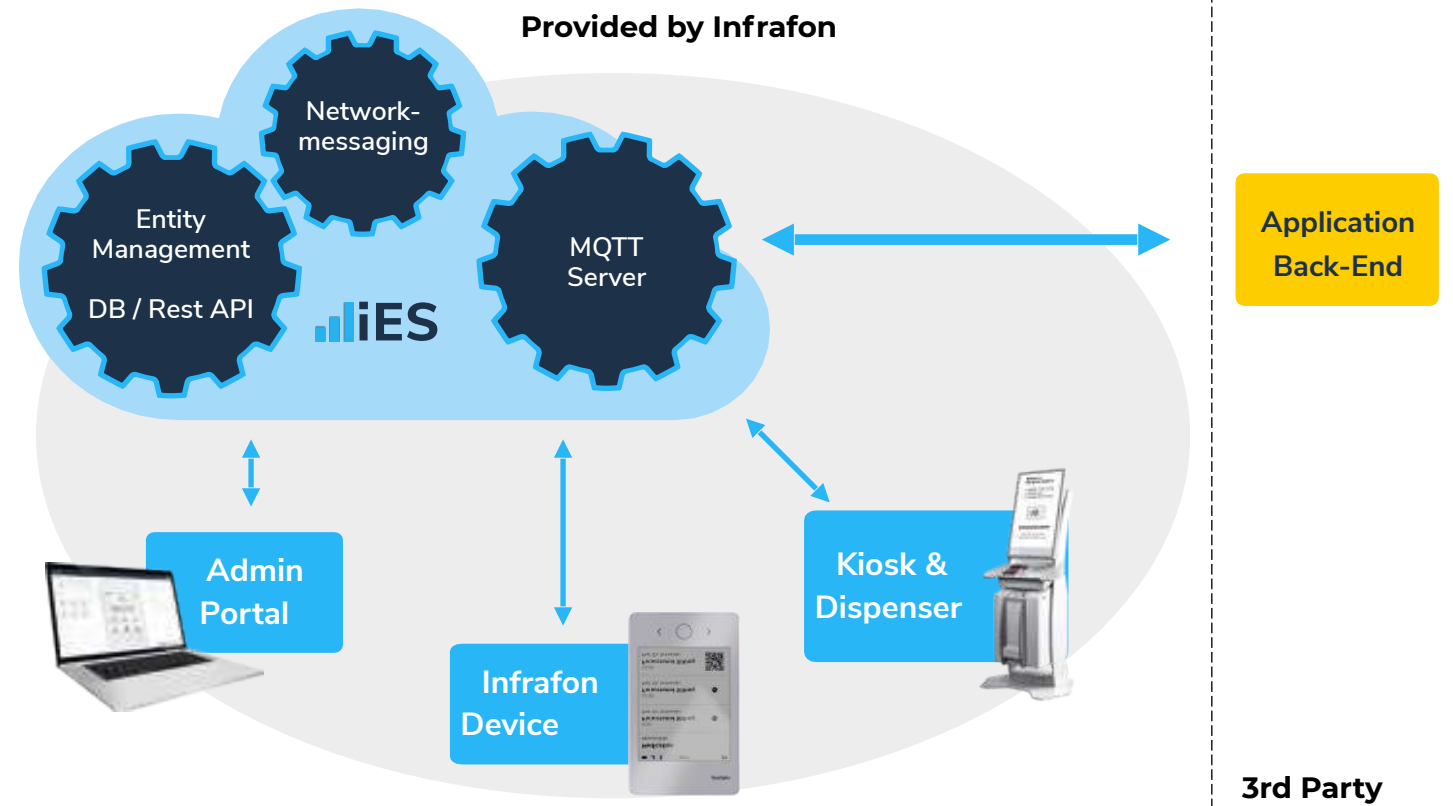 Provided by Infrafon
Network-
messaging
Entity
Management
DB / Rest API
MQTT
Server
iES
Application
Back-End
Admin
Portal
Infrafon
Device
Kiosk &
Dispenser
3rd Party